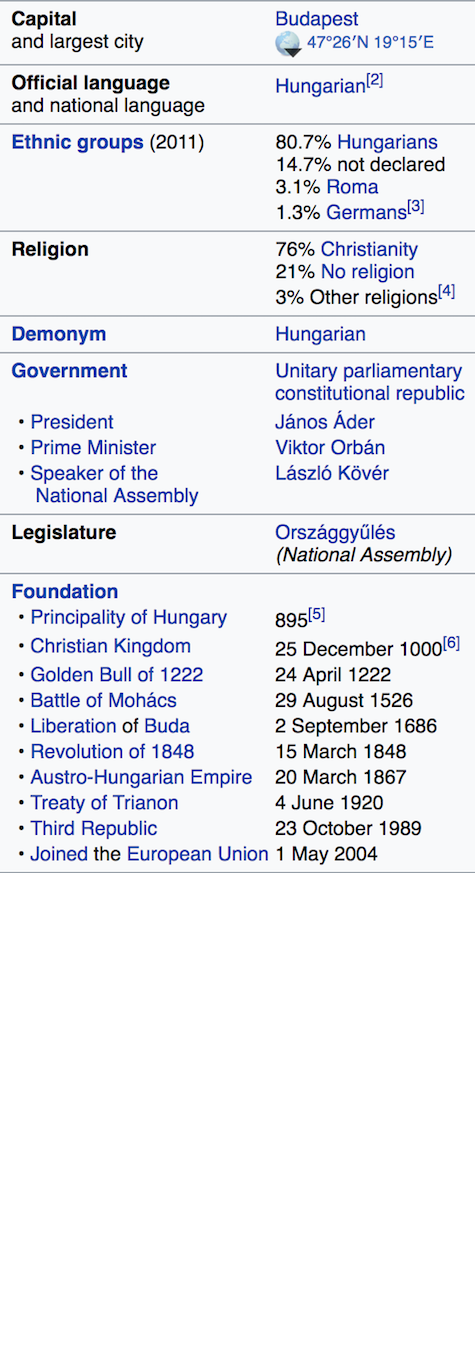 Capital Budapest
and largest city 47°26′N 19°15′E
Official language Hungarian[2]
and national language
Ethnic groups (2011) 80.7% Hungarians
14.7% not declared
3.1% Roma
1.3% Germans[3]
Religion 76% Christianity
21% No religion
3% Other religions[4]
Demonym Hungarian
Government Unitary parliamentary
constitutional republic
• President János Áder
• Prime Minister Viktor Orbán
• Speaker of the László Kövér
National Assembly
Legislature Országgyűlés
(National Assembly)
Foundation
• Principality of Hungary 895[5]
• Christian Kingdom 25 December 1000[6]
• Golden Bull of 1222 24 April 1222
• Battle of Mohács 29 August 1526
• Liberation of Buda 2 September 1686
• Revolution of 1848 15 March 1848
• Austro-Hungarian Empire 20 March 1867
• Treaty of Trianon 4 June 1920
• Third Republic 23 October 1989
• Joined the European Union 1 May 2004